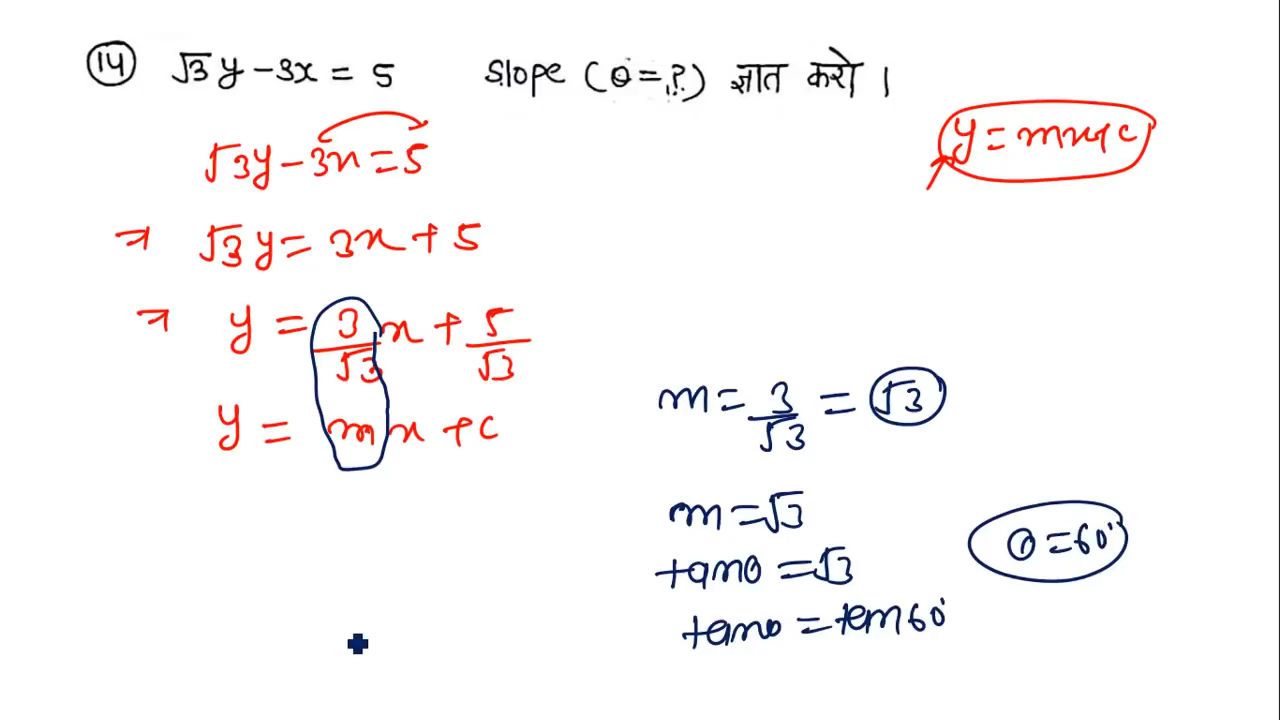 14 √3y-3x = 5 Slope (θ=?) ज्ञात करो ।
y = mx+c
√3y-3x=5
⇒ √3y= 3x+5
⇒ y = 3/√3 x + 5/√3
y = mx +c
m = 3/√3 = √3
m =√3
tanθ =√3
tanθ = tan60°
θ =60°